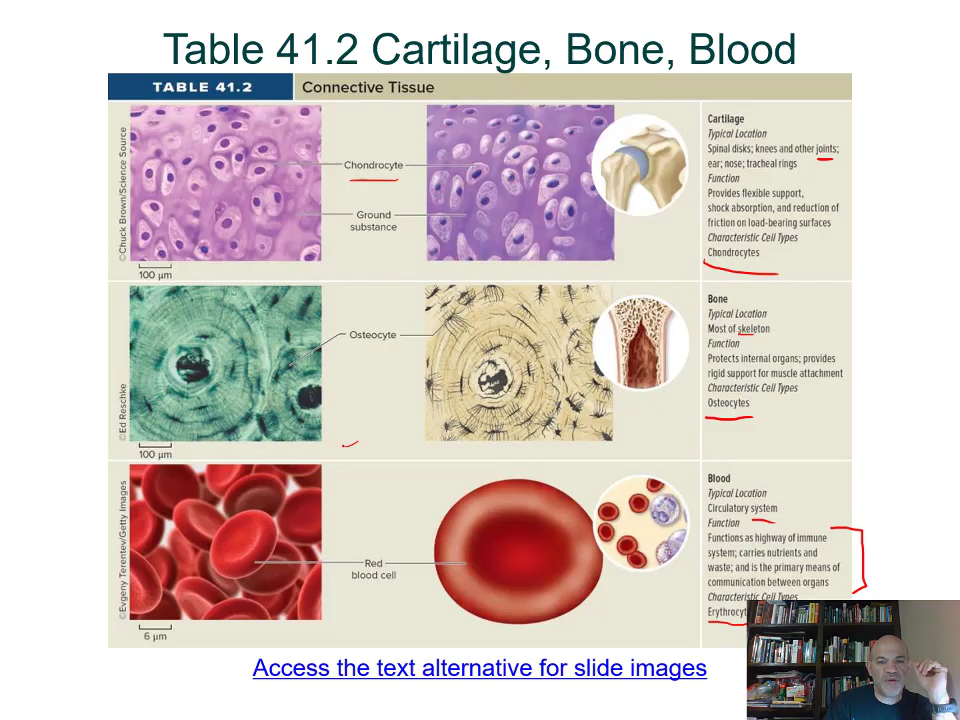 Table 41.2 Cartilage, Bone, Blood
TABLE 41.2
Connective Tissue
©Chuck Brown/Science Source
Chondrocyte
Ground
substance
100 µm
Cartilage
Typical Location
Spinal disks; knees and other joints;
ear; nose; tracheal rings
Function
Provides flexible support,
shock absorption, and reduction of
friction on load-bearing surfaces
Characteristic Cell Types
Chondrocytes
©Ed Reschke
Osteocyte
100 µm
Bone
Typical Location
Most of skeleton
Function
Protects internal organs; provides
rigid support for muscle attachment
Characteristic Cell Types
Osteocytes
©Evgeny Terentev/Getty Images
Red
blood cell
6 µm
Blood
Typical Location
Circulatory system
Function
Functions as highway of immune
system; carries nutrients and
waste; and is the primary means of
communication between organs
Characteristic Cell Types
Access the text alternative for slide images